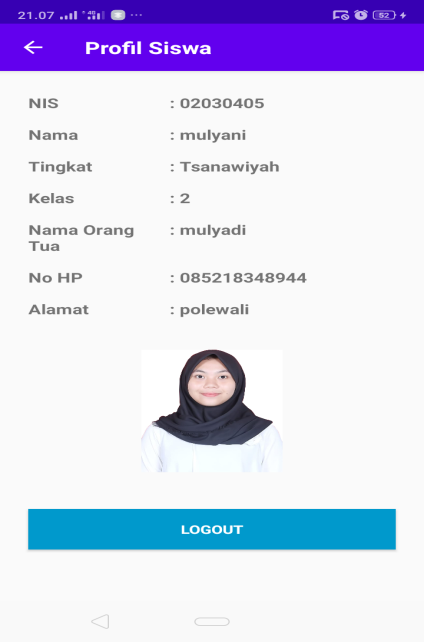 21.07 52
Profil Siswa
NIS : 02030405
Nama : mulyani
Tingkat : Tsanawiyah
Kelas : 2
Nama Orang : mulyadi
Tua
No HP : 085218348944
Alamat : polewali
LOGOUT